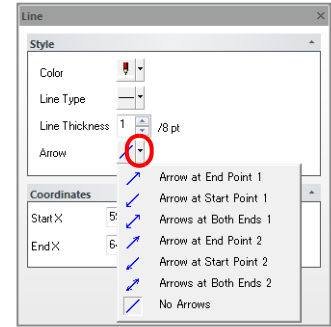 Line
Style
Color
Line Type
Line Thickness 1 /8 pt
Arrow
Arrow at End Point 1
Coordinates
Arrow at Start Point 1
Start X 5
Arrows at Both Ends 1
Arrow at End Point 2
End X 6
Arrow at Start Point 2
Arrows at Both Ends 2
No Arrows